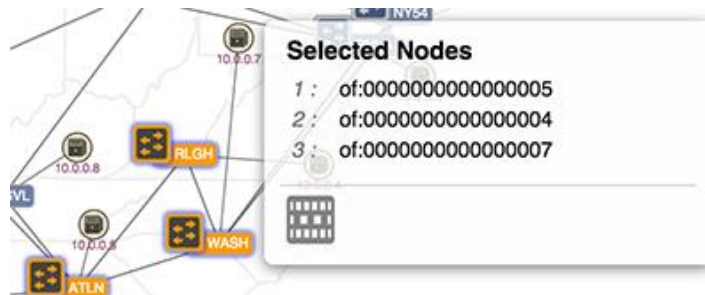 NY54
10.0.0.7
Selected Nodes
1 : of:0000000000000005
2 : of:0000000000000004
3 : of:0000000000000007
RLGH
10.0.0.8
VL
WASH
ATLN